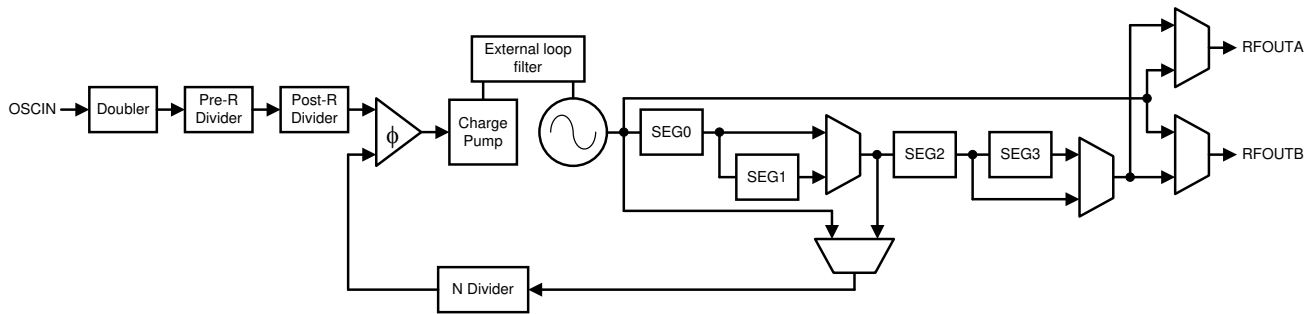 External loop
filter
RFOUTA
OSCIN
Doubler
Pre-R
Divider
Post-R
Divider
ϕ
Charge
Pump
SEG0
SEG1
SEG2
SEG3
RFOUTB
N Divider